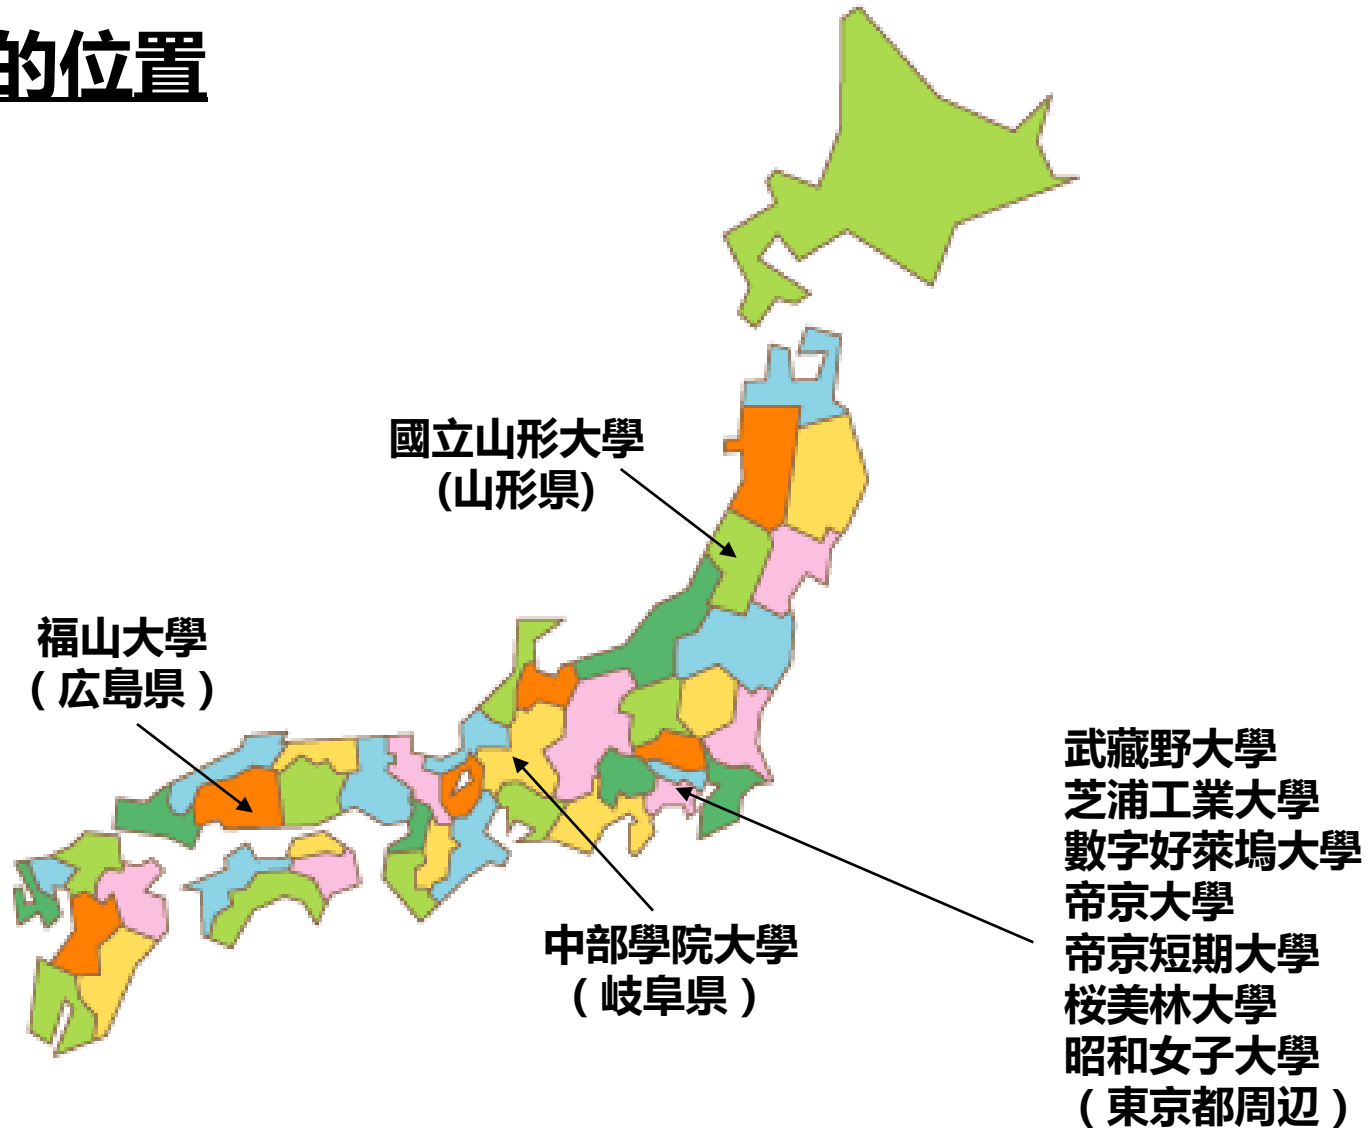 的位置
國立山形大學
(山形県)
福山大學
（広島県）
中部學院大學
（岐阜県）
武藏野大學
芝浦工業大學
數字好萊塢大學
帝京大學
帝京短期大學
桜美林大學
昭和女子大學
（東京都周辺）